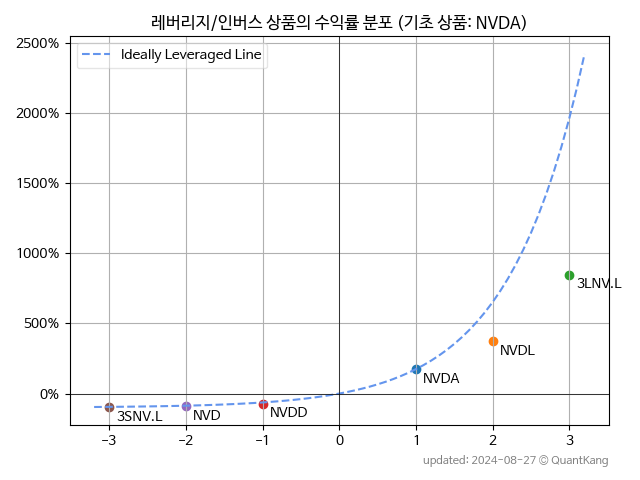 레버리지/인버스 상품의 수익률 분포 (기초 상품: NVDA)
2500%
Ideally Leveraged Line
2000%
1500%
1000%
3LNV.L
500%
NVDL
NVDA
0%
3SNV.L
NVD
NVDD
−3
−2
−1
0
1
2
3
updated: 2024-08-27 © QuantKang